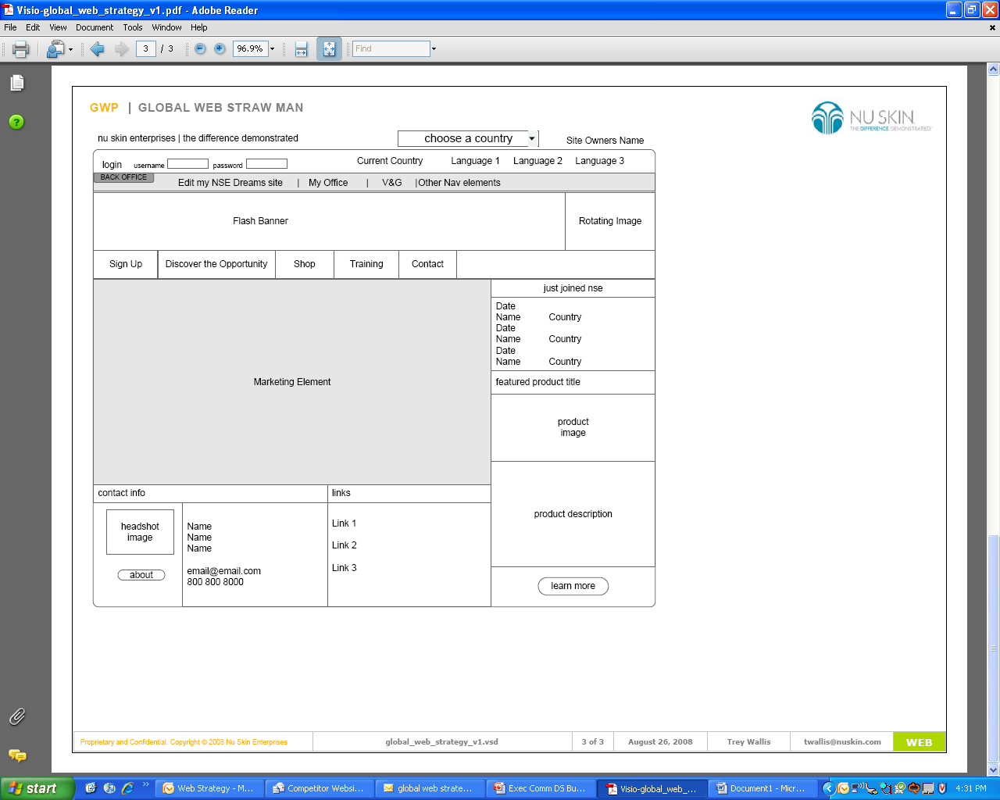 Visio-global_web_strategy_v1.pdf - Adobe Reader
File Edit View Document Tools Window Help
3 / 3 96.9% Find
GWP | GLOBAL WEB STRAW MAN
NU SKIN
THE DIFFERENCE. DEMONSTRATED.
nu skin enterprises | the difference demonstrated
choose a country
Site Owners Name
login username password
Current Country Language 1 Language 2 Language 3
BACK OFFICE
Edit my NSE Dreams site | My Office | V&G |Other Nav elements
Flash Banner
Rotating Image
Sign Up Discover the Opportunity Shop Training Contact
just joined nse
Date
Name Country
Date
Name Country
Date
Name Country
Marketing Element
featured product title
product
image
product description
learn more
contact info
links
headshot
image
about
Name
Name
Name
email@email.com
800 800 8000
Link 1
Link 2
Link 3
Proprietary and Confidential. Copyright © 2008 Nu Skin Enterprises
global_web_strategy_v1.vsd
3 of 3
August 26, 2008
Trey Wallis
twallis@nuskin.com
WEB
start Web Strategy - M... Competitor Websi... global web strate... Exec Comm DS Bu... Visio-global_web_... Document1 - Micr... 4:31 PM